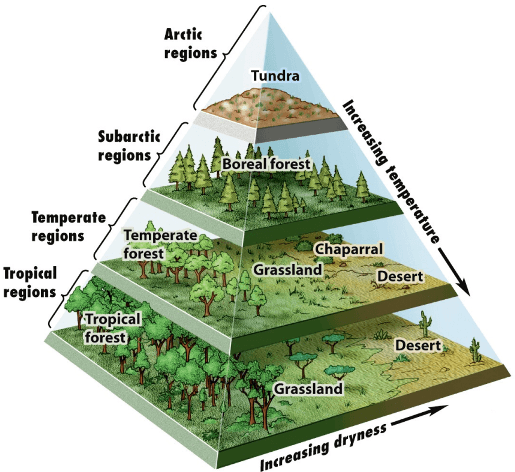 Arctic
regions
Tundra
Subarctic
regions
Boreal forest
Increasing temperature
Temperate
regions
Temperate
forest
Chaparral
Grassland
Desert
Tropical
regions
Tropical
forest
Desert
Grassland
Increasing dryness